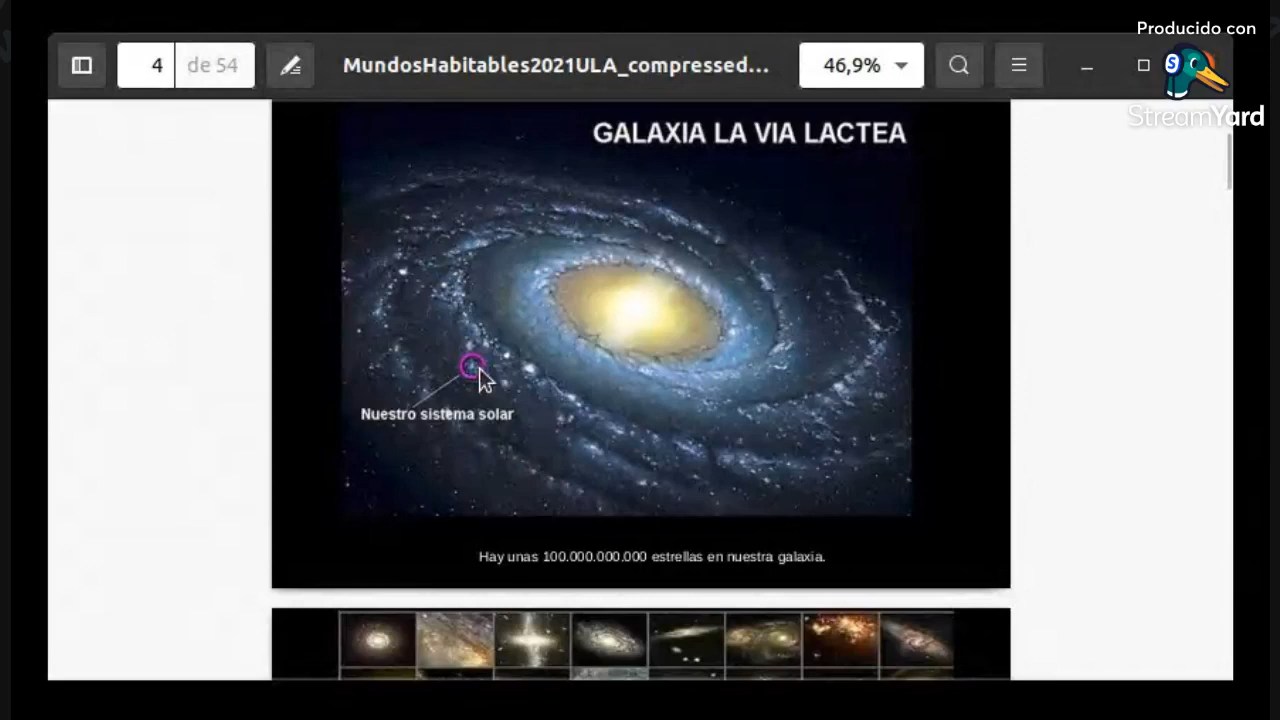 Producido con
StreamYard
4 de 54 MundosHabitables2021ULA_compressed... 46,9%
GALAXIA LA VIA LACTEA
Nuestro sistema solar
Hay unas 100.000.000.000 estrellas en nuestra galaxia.